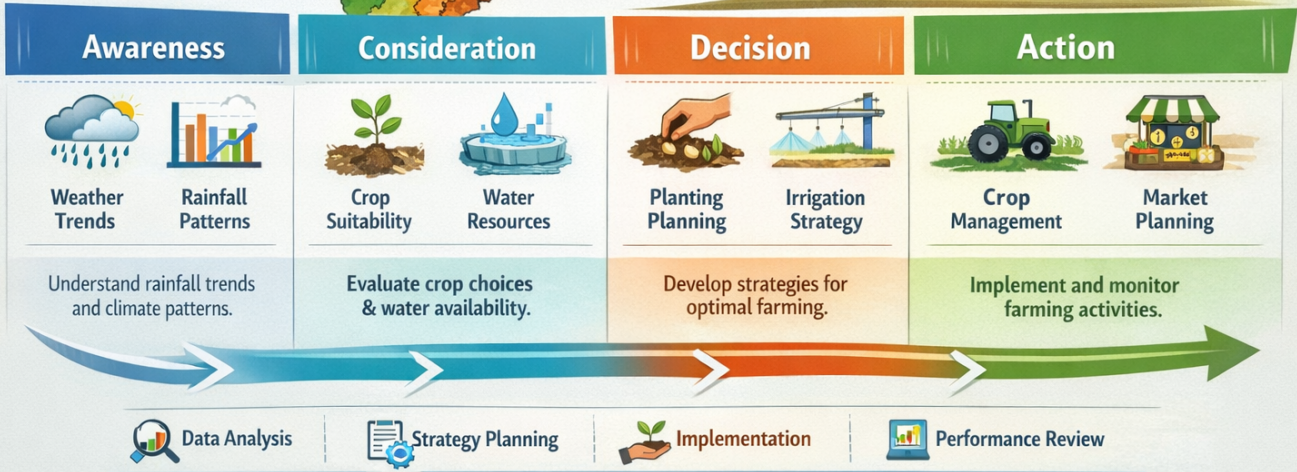 Awareness
Consideration
Decision
Action
Weather
Trends
Rainfall
Patterns
Crop
Suitability
Water
Resources
Planting
Planning
Irrigation
Strategy
Crop
Management
Market
Planning
Understand rainfall trends
and climate patterns.
Evaluate crop choices
& water availability.
Develop strategies for
optimal farming.
Implement and monitor
farming activities.
Data Analysis
Strategy Planning
Implementation
Performance Review